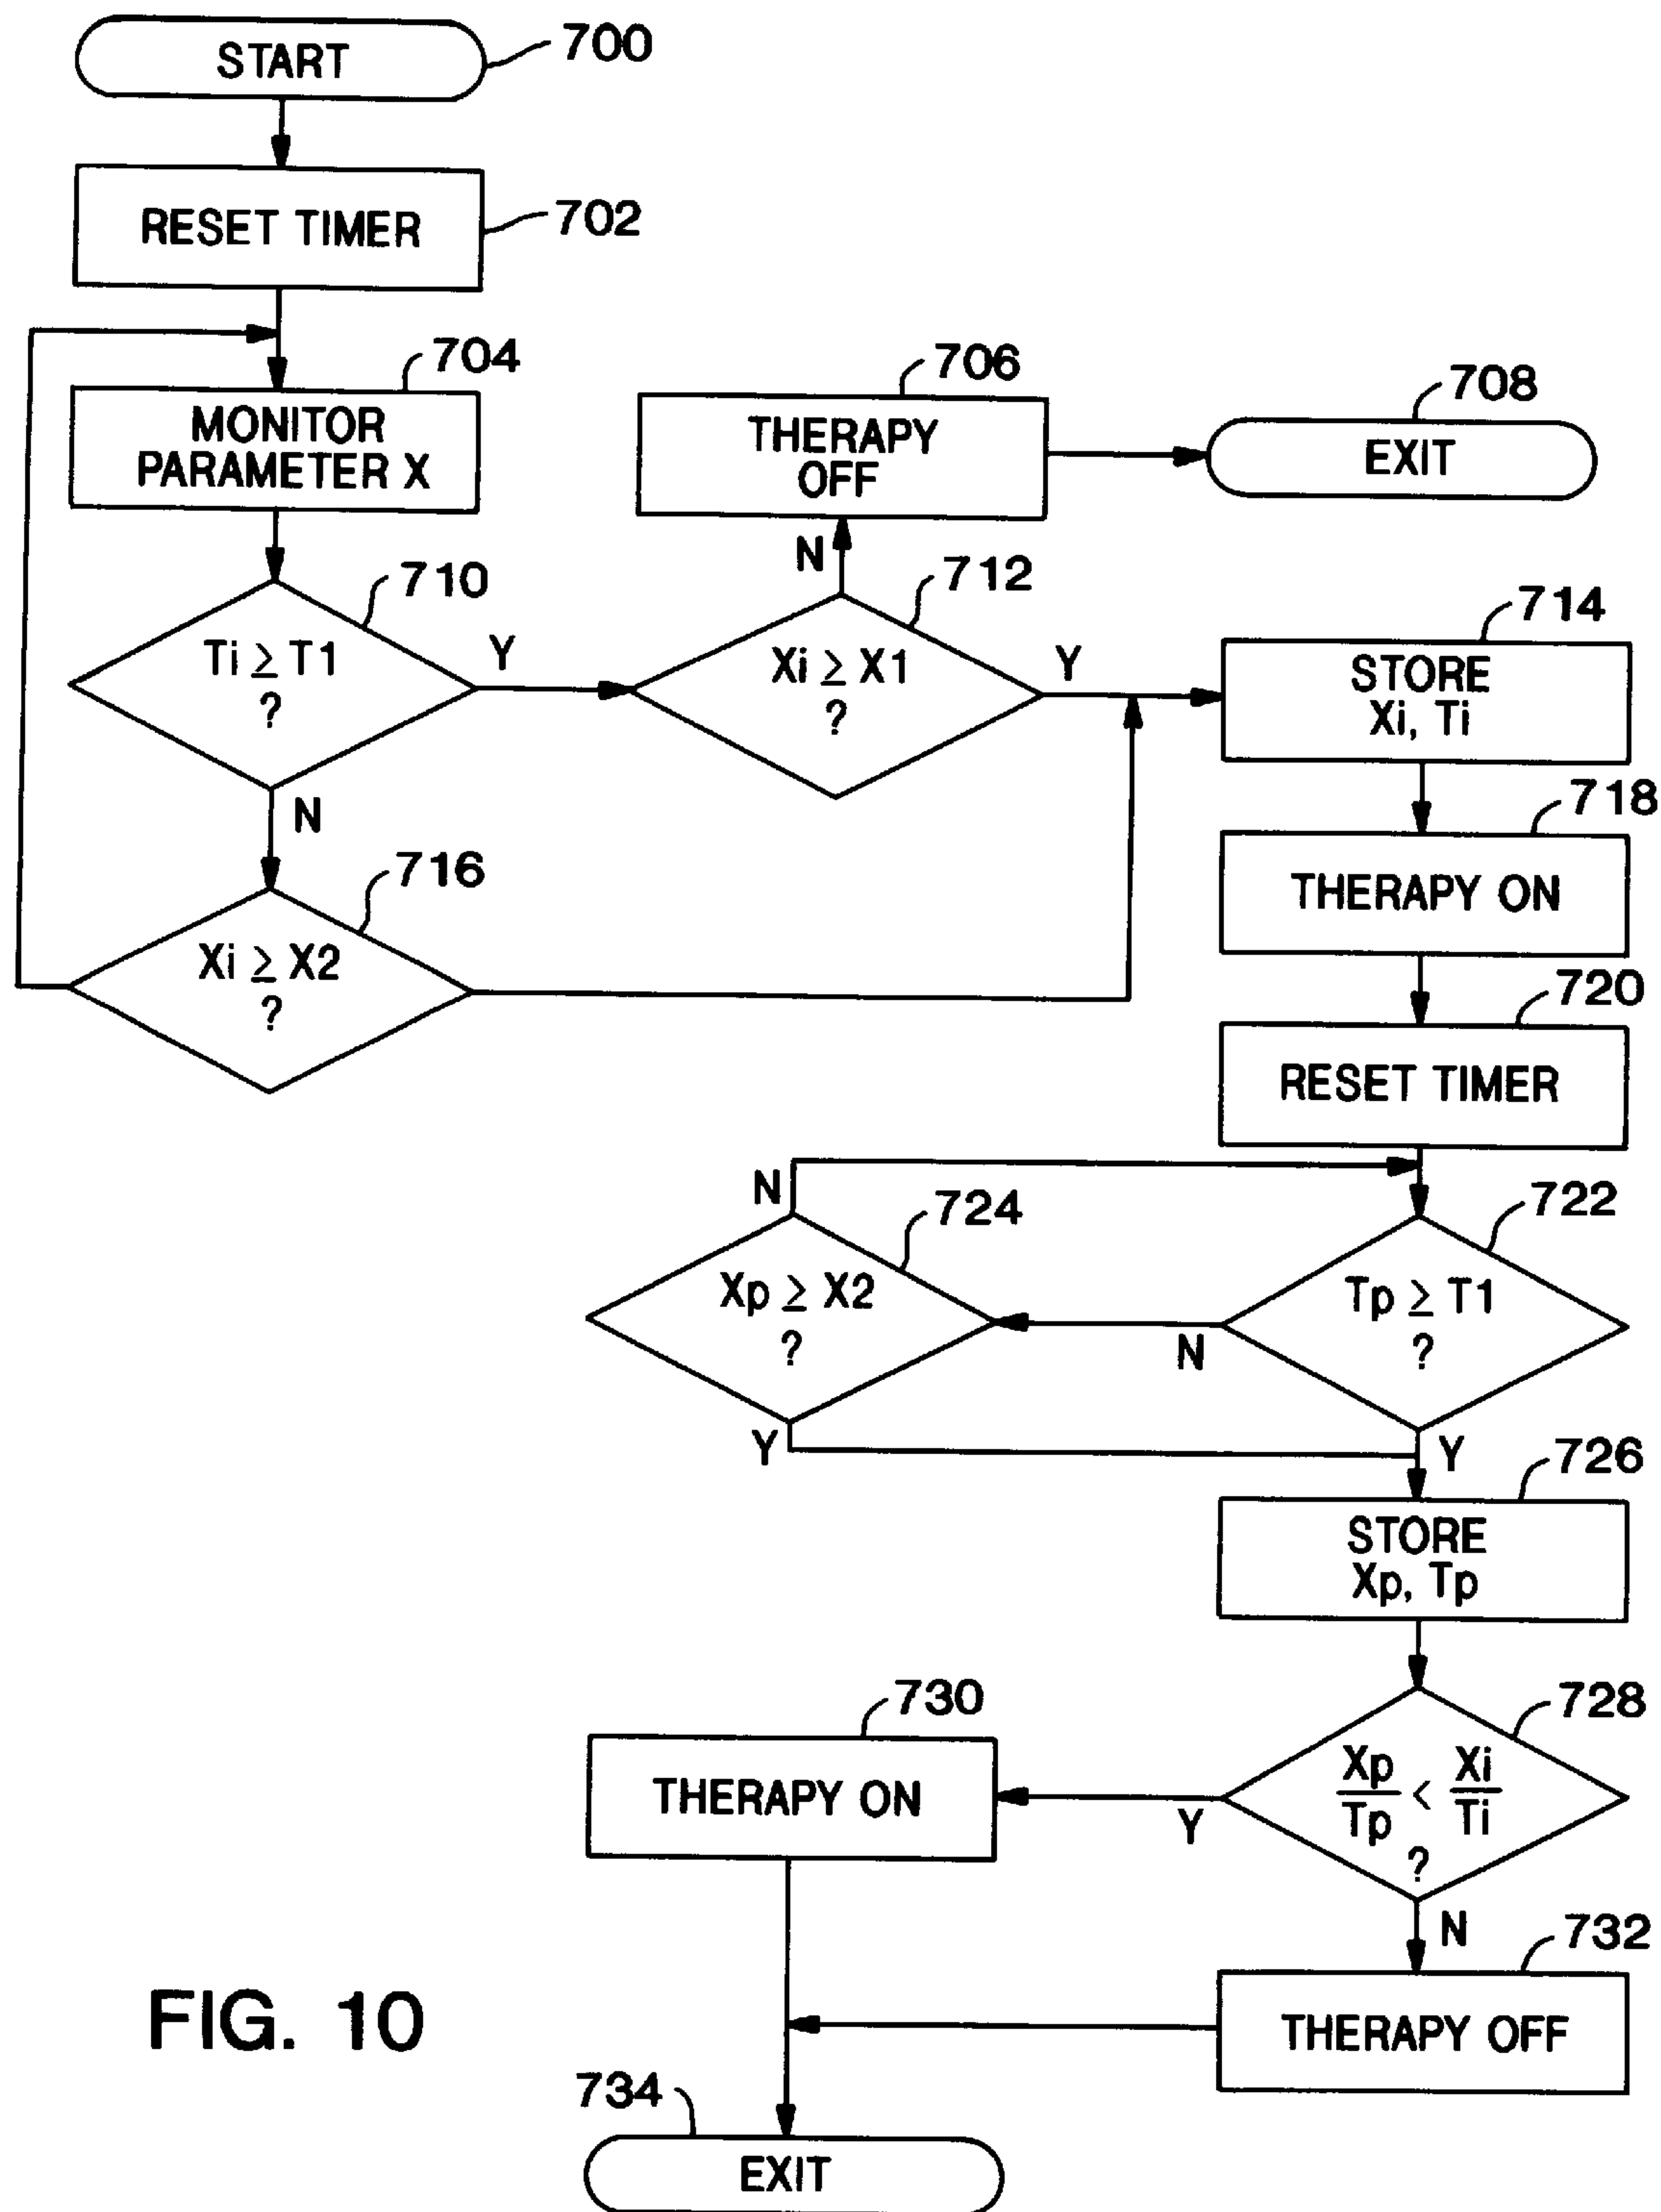 START
700
RESET TIMER
702
704
MONITOR
PARAMETER X
706
THERAPY
OFF
708
EXIT
710
Ti ≥ T1
?
Y
N
712
Xi ≥ X1
?
N
Y
714
STORE
Xi, Ti
716
Xi ≥ X2
?
718
THERAPY ON
720
RESET TIMER
722
Tp ≥ T1
?
N
Y
724
Xp ≥ X2
?
N
Y
726
STORE
Xp, Tp
728
Xp/Tp < Xi/Ti
?
Y
N
730
THERAPY ON
732
THERAPY OFF
734
EXIT
FIG. 10